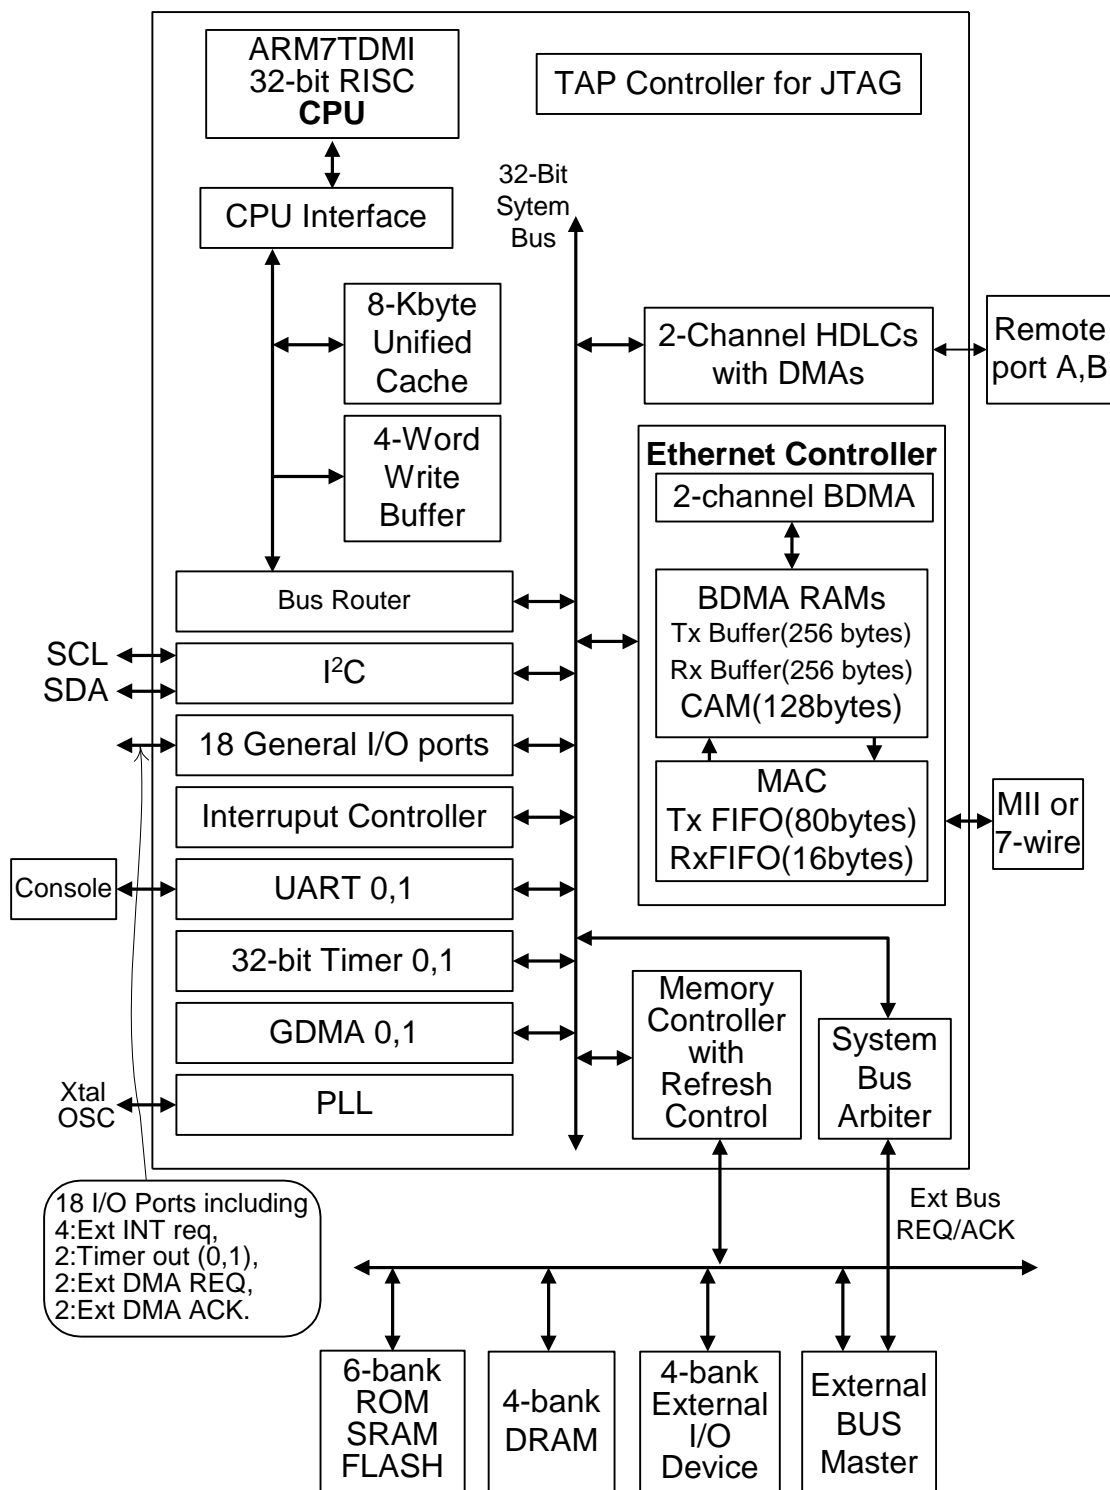 ARM7TDMI
32-bit RISC
CPU
TAP Controller for JTAG
32-Bit
Sytem
Bus
CPU Interface
8-Kbyte
Unified
Cache
2-Channel HDLCs
with DMAs
Remote
port A,B
4-Word
Write
Buffer
Ethernet Controller
2-channel BDMA
BDMA RAMs
Tx Buffer(256 bytes)
Rx Buffer(256 bytes)
CAM(128bytes)
MAC
Tx FIFO(80bytes)
RxFIFO(16bytes)
MII or
7-wire
Bus Router
SCL
SDA
I²C
18 General I/O ports
Interruput Controller
Console
UART 0,1
32-bit Timer 0,1
GDMA 0,1
Xtal
OSC
PLL
Memory
Controller
with
Refresh
Control
System
Bus
Arbiter
18 I/O Ports including
4:Ext INT req,
2:Timer out (0,1),
2:Ext DMA REQ,
2:Ext DMA ACK.
Ext Bus
REQ/ACK
6-bank
ROM
SRAM
FLASH
4-bank
DRAM
4-bank
External
I/O
Device
External
BUS
Master